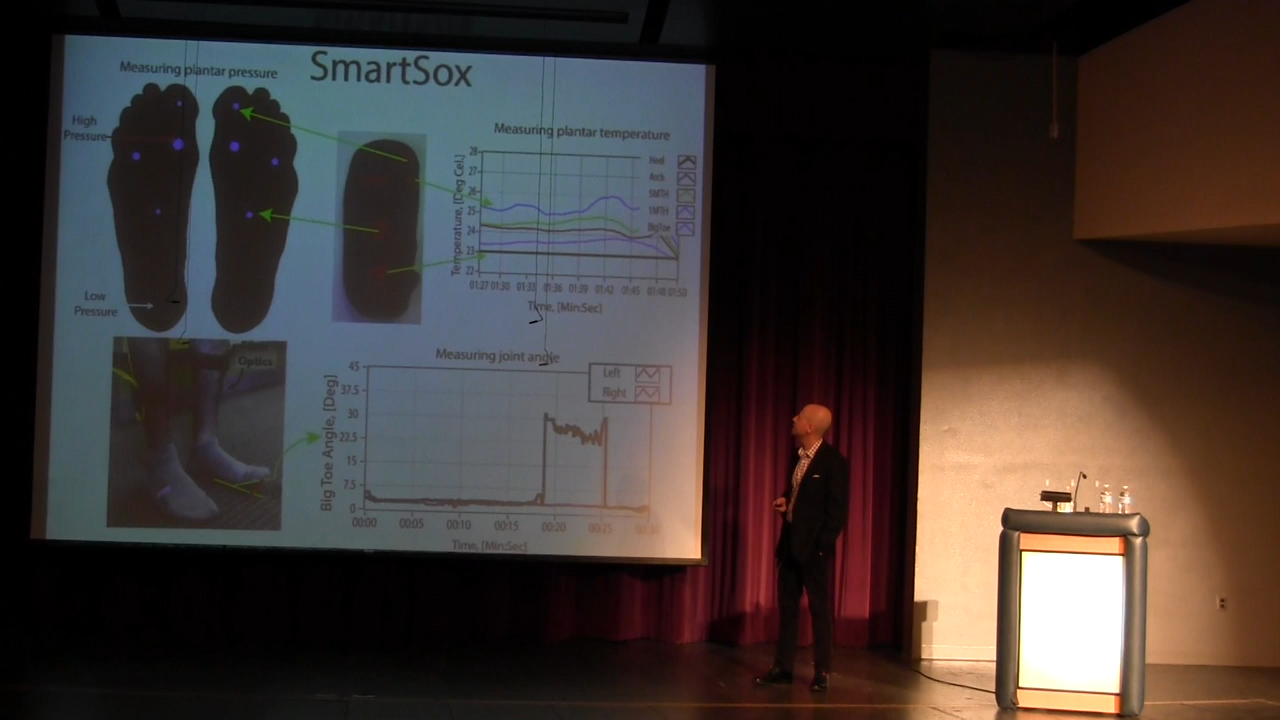 SmartSox
Measuring plantar pressure
High
Pressure
Low
Pressure
Measuring plantar temperature
Temperature, [Deg Cel.]
28
27
26
25
24
23
22
01:27 01:30 01:33 01:36 01:39 01:42 01:45 01:48 01:50
Time, [Min:Sec]
Heel
Arch
5MTH
1MTH
BigToe
Optics
Measuring joint angle
Big Toe Angle, [Deg]
45
37.5
30
22.5
15
7.5
0
00:00 00:05 00:10 00:15 00:20 00:25
Time, [Min:Sec]
Left
Right